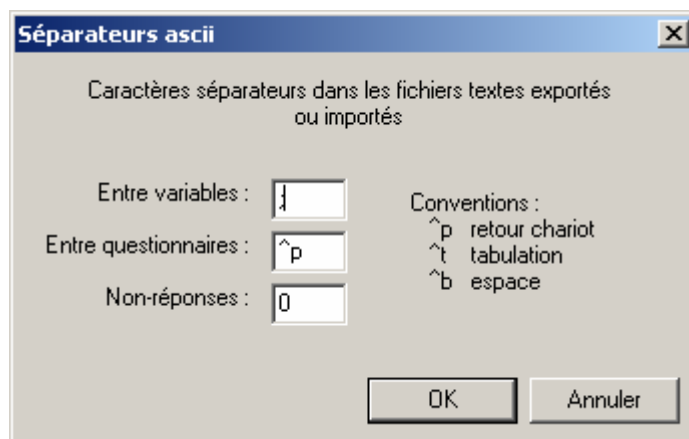 Séparateurs ascii
Caractères séparateurs dans les fichiers textes exportés
ou importés
Entre variables :
;
Entre questionnaires :
^p
Non-réponses :
0
Conventions :
^p retour chariot
^t tabulation
^b espace
OK
Annuler